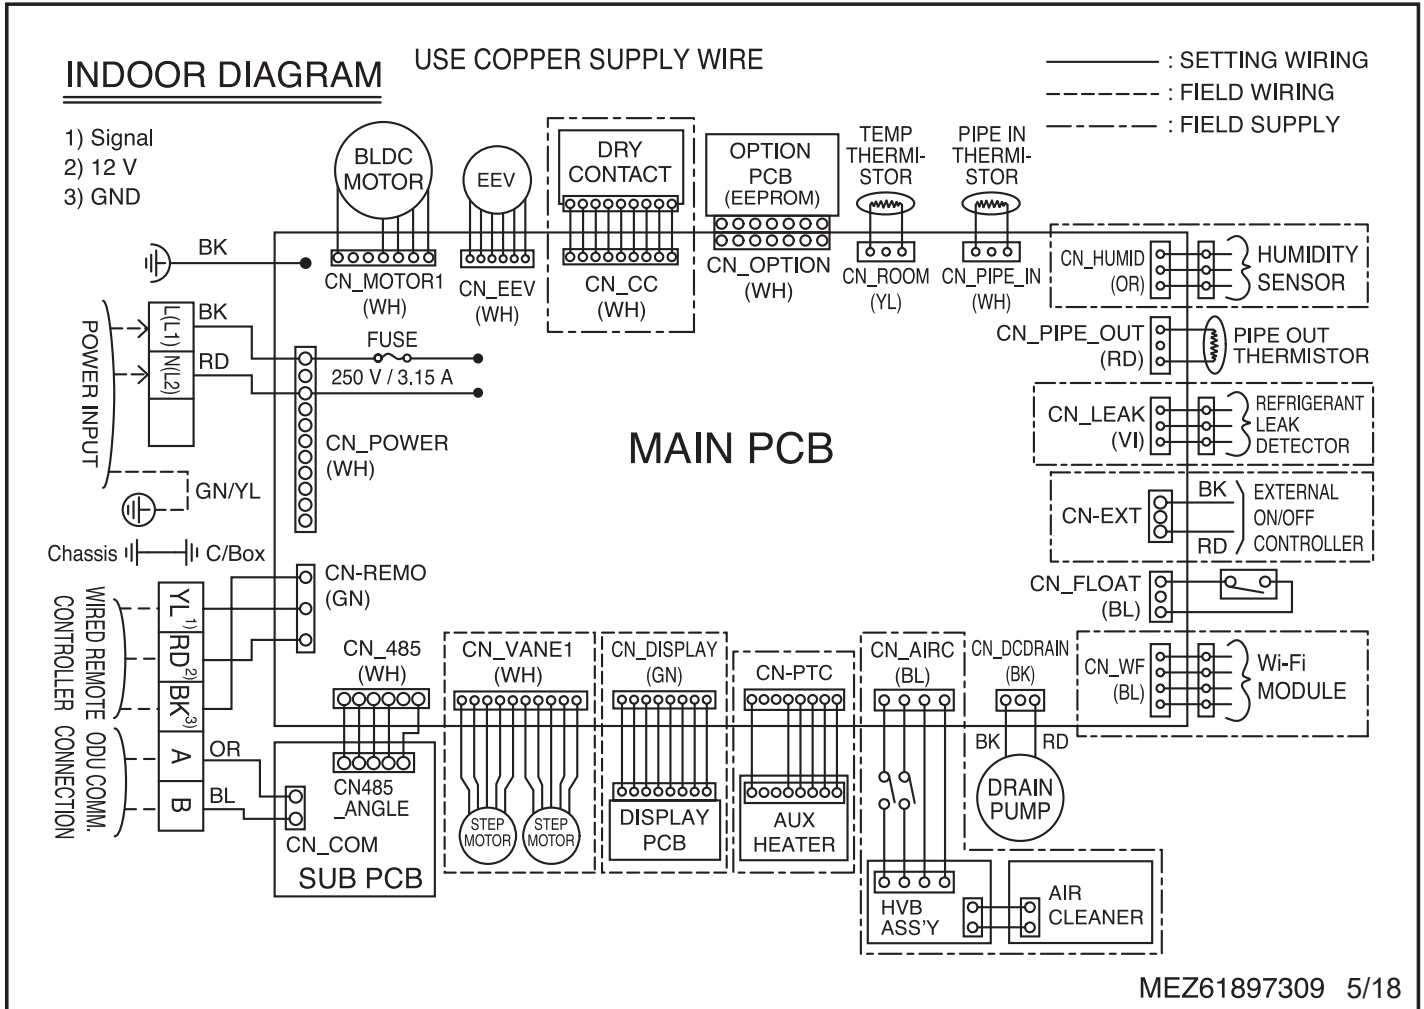 INDOOR DIAGRAM
USE COPPER SUPPLY WIRE
: SETTING WIRING
: FIELD WIRING
: FIELD SUPPLY
1) Signal
2) 12 V
3) GND
BLDC
MOTOR
EEV
DRY
CONTACT
OPTION
PCB
(EEPROM)
TEMP
THERMI-
STOR
PIPE IN
THERMI-
STOR
CN_MOTOR1
(WH)
CN_EEV
(WH)
CN_CC
(WH)
CN_OPTION
(WH)
CN_ROOM
(YL)
CN_PIPE_IN
(WH)
CN_HUMID
(OR)
HUMIDITY
SENSOR
BK
POWER INPUT
L(L1)
N(L2)
BK
RD
FUSE
250 V / 3.15 A
CN_POWER
(WH)
MAIN PCB
CN_PIPE_OUT
(RD)
PIPE OUT
THERMISTOR
CN_LEAK
(VI)
REFRIGERANT
LEAK
DETECTOR
GN/YL
Chassis
C/Box
CN-EXT
BK
RD
EXTERNAL
ON/OFF
CONTROLLER
CN-REMO
(GN)
CN_FLOAT
(BL)
WIRED REMOTE
CONTROLLER
YL 1)
RD 2)
BK 3)
ODU COMM.
CONNECTION
A
B
OR
BL
CN_485
(WH)
CN_VANE1
(WH)
CN_DISPLAY
(GN)
CN-PTC
CN_AIRC
(BL)
CN_DCDRAIN
(BK)
CN_WF
(BL)
Wi-Fi
MODULE
BK
RD
CN485
_ANGLE
CN_COM
SUB PCB
STEP
MOTOR
STEP
MOTOR
DISPLAY
PCB
AUX
HEATER
DRAIN
PUMP
HVB
ASS'Y
AIR
CLEANER
MEZ61897309 5/18